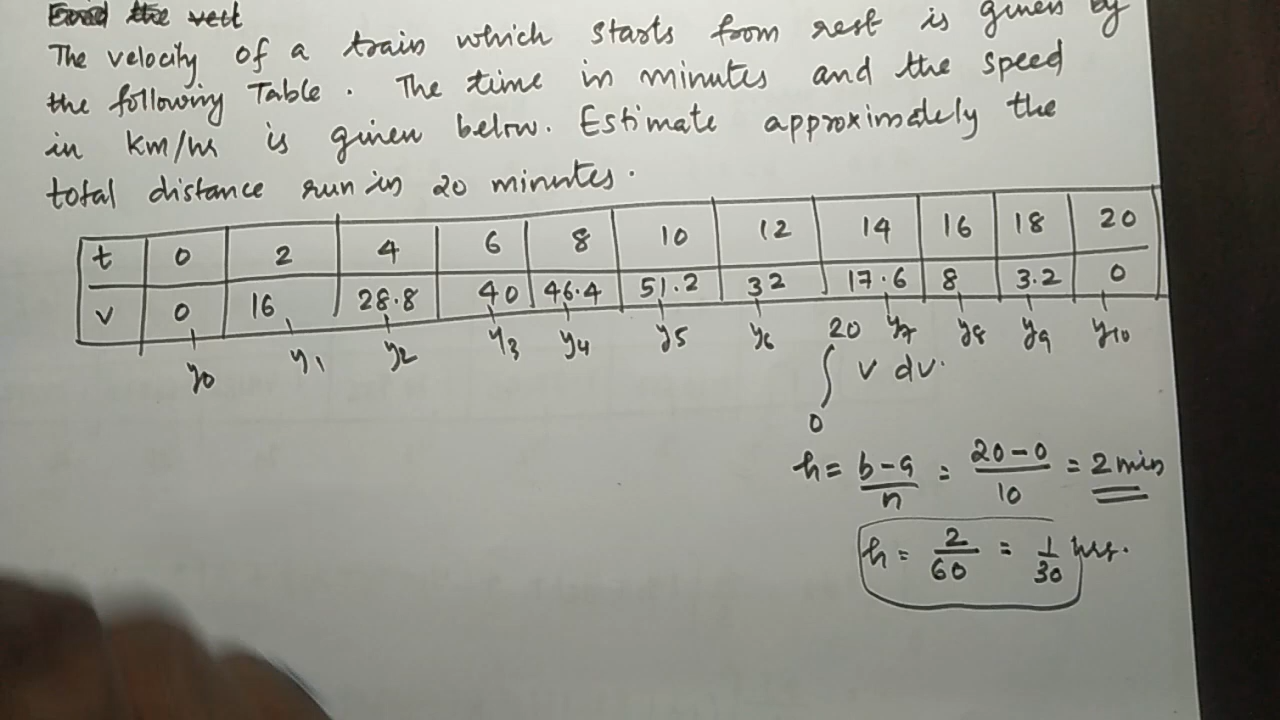 The velocity of a train which starts from rest is given by
the following Table. The time in minutes and the speed
in km/hr is given below. Estimate approximately the
total distance run in 20 minutes.
t 0 2 4 6 8 10 12 14 16 18 20
v 0 16 28.8 40 46.4 51.2 32 17.6 8 3.2 0
y0 y1 y2 y3 y4 y5 y6 y7 y8 y9 y10
∫₀²⁰ v dv.
h = b-a/n = 20-0/10 = 2 min
h = 2/60 = 1/30 hrs.